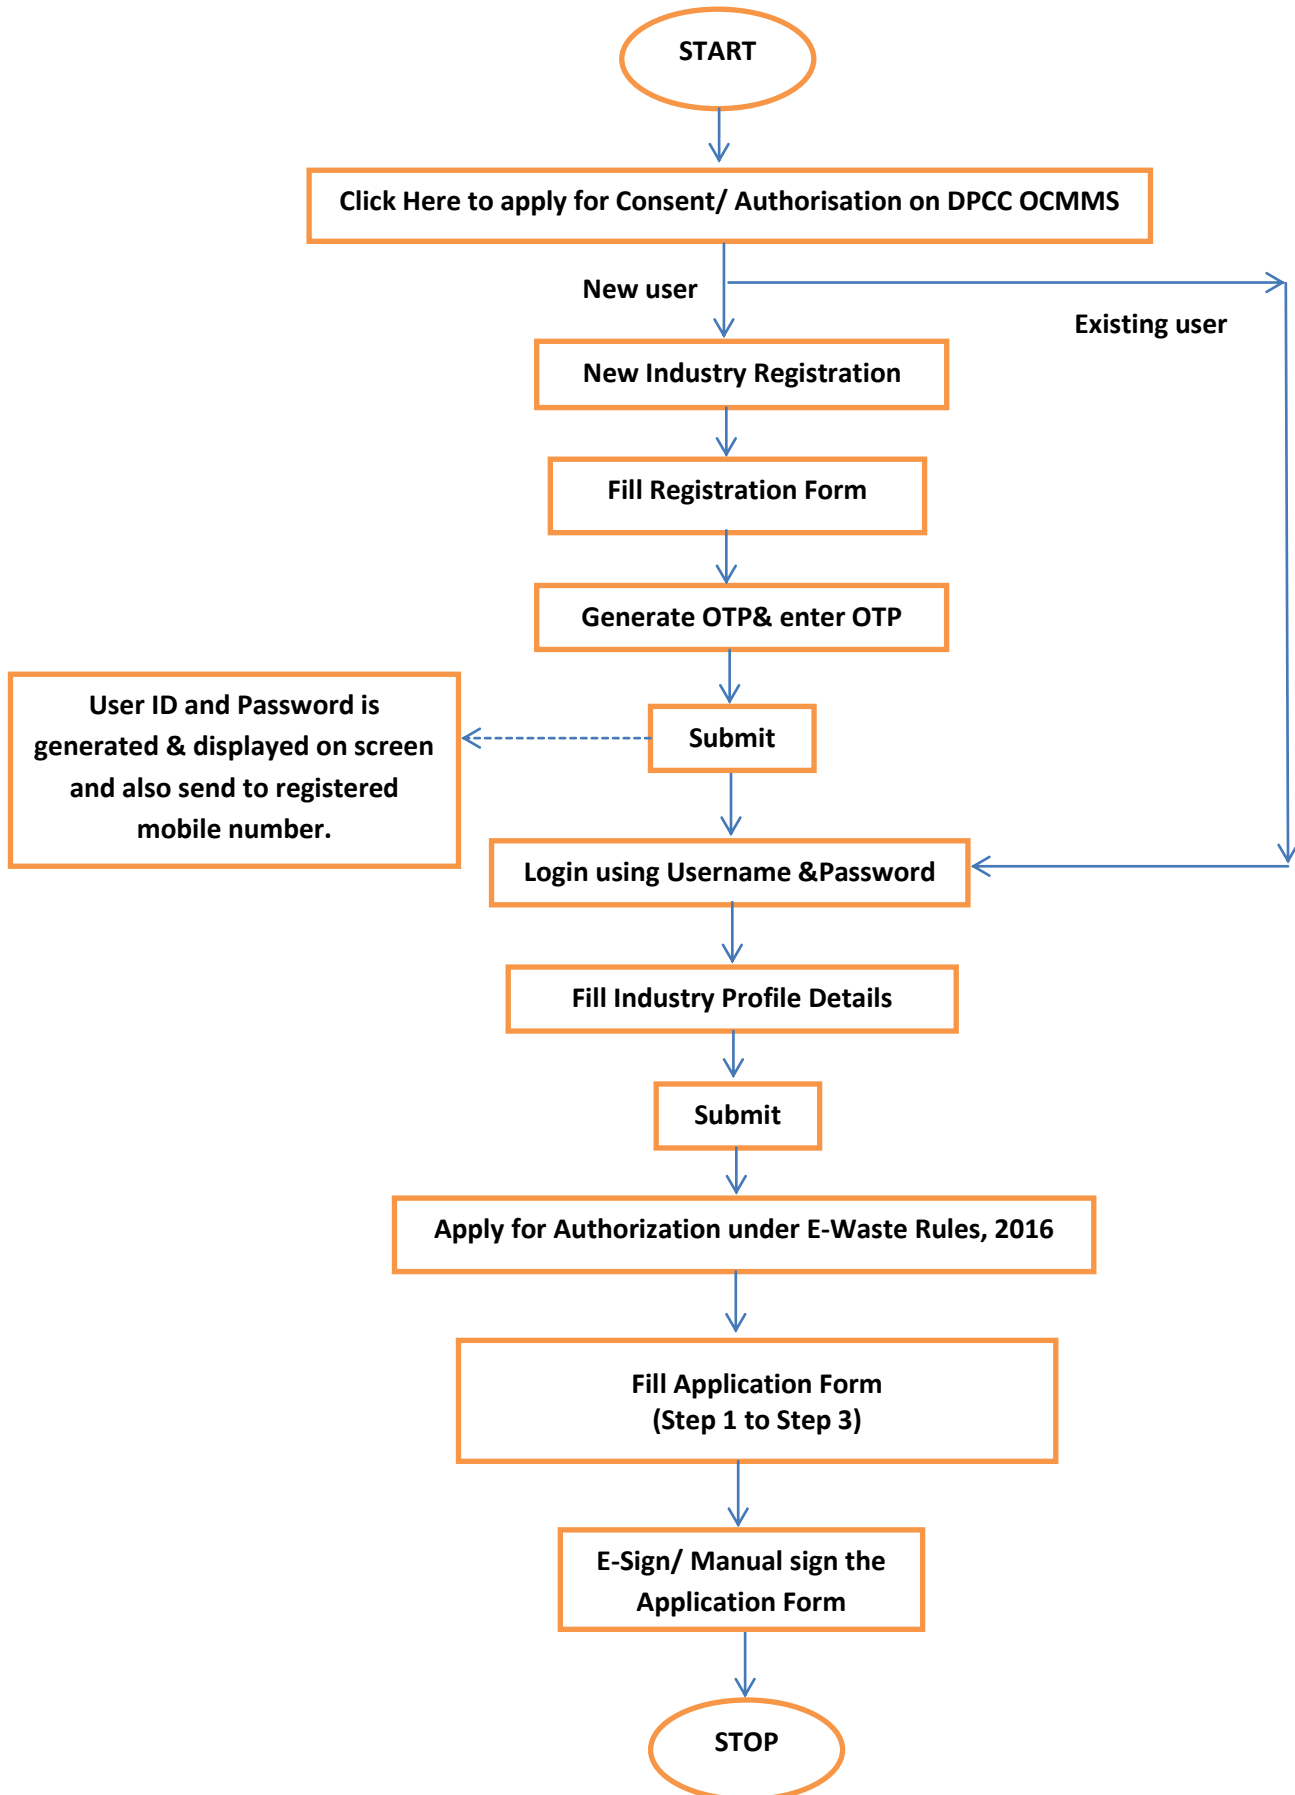 START
Click Here to apply for Consent/ Authorisation on DPCC OCMMS
New user
Existing user
New Industry Registration
Fill Registration Form
Generate OTP& enter OTP
User ID and Password is
generated & displayed on screen
and also send to registered
mobile number.
Submit
Login using Username &Password
Fill Industry Profile Details
Submit
Apply for Authorization under E-Waste Rules, 2016
Fill Application Form
(Step 1 to Step 3)
E-Sign/ Manual sign the
Application Form
STOP